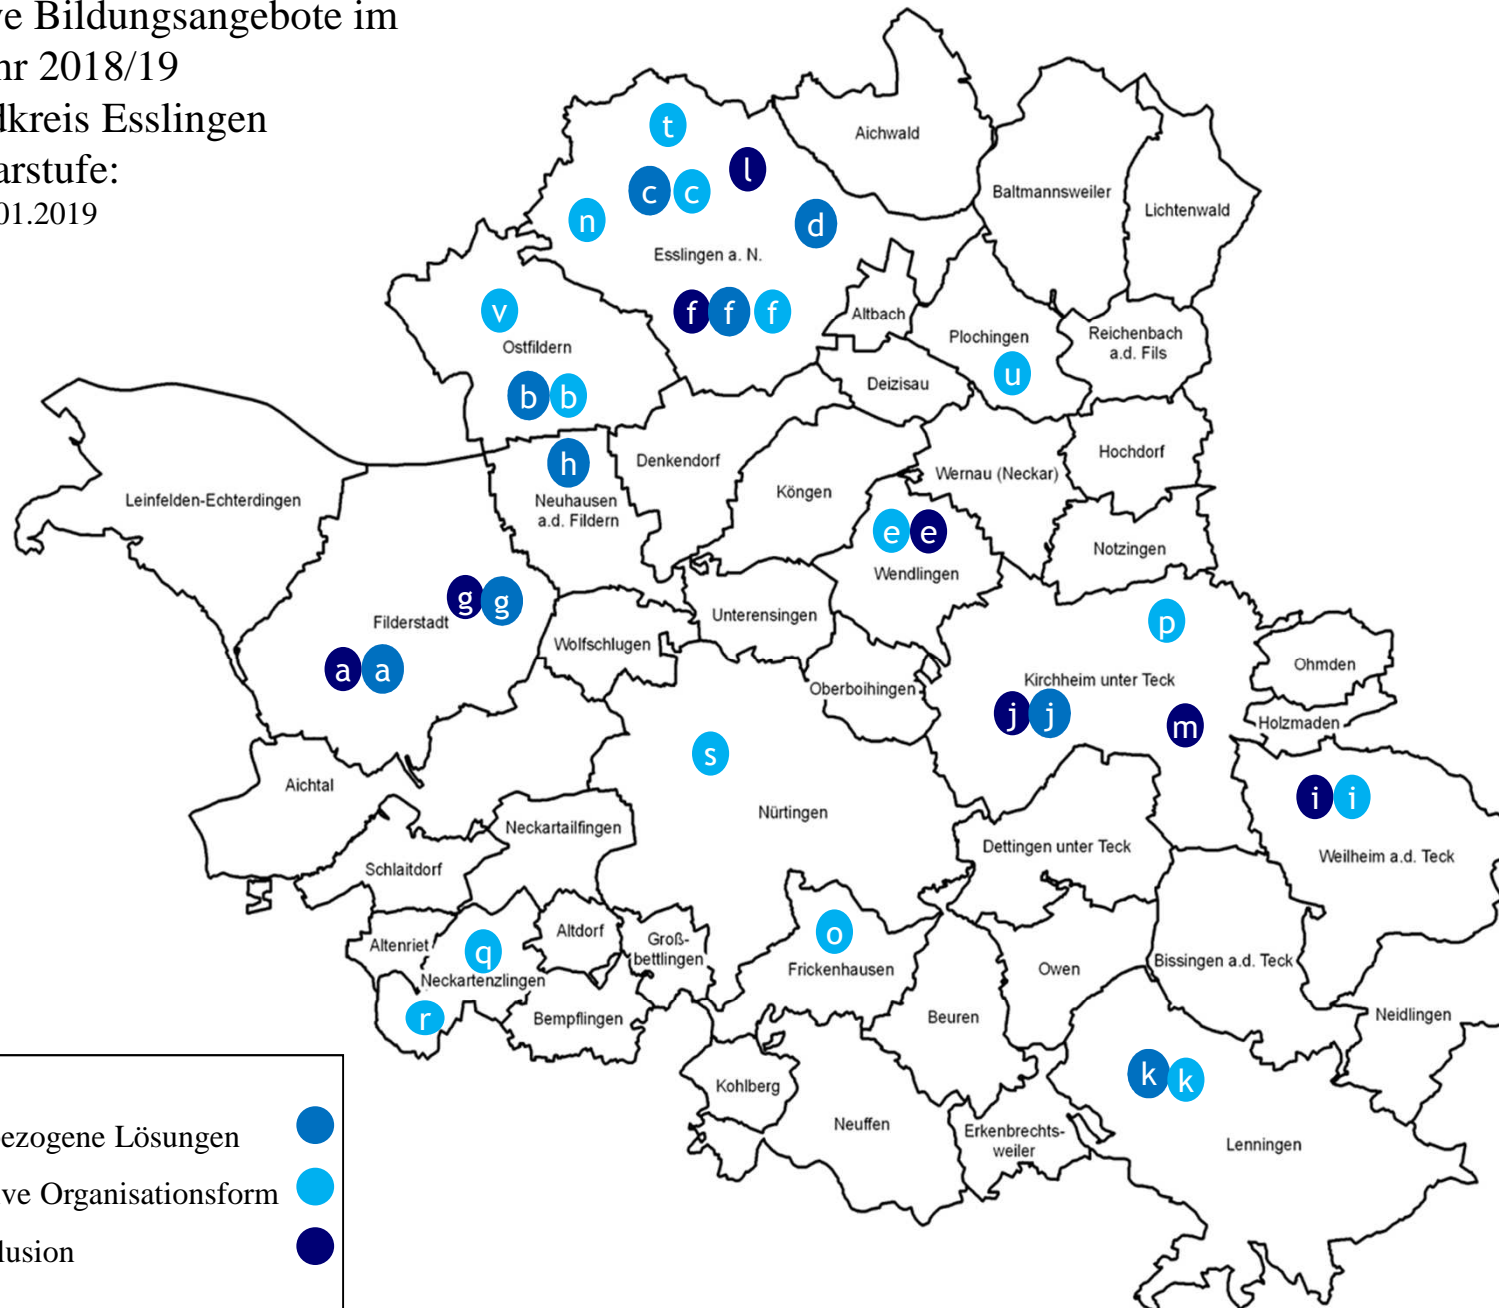 ve Bildungsangebote im
hr 2018/19
dkreis Esslingen
arstufe:
01.2019
Aichwald
t
l
Baltmannsweiler
c c
Lichtenwald
n
d
Esslingen a. N.
v
f f f
Altbach
Ostfildern
Plochingen
Reichenbach
a.d. Fils
u
Deizisau
b b
h
Denkendorf
Hochdorf
Leinfelden-Echterdingen
Neuhausen
a.d. Fildern
Köngen
Wernau (Neckar)
e e
Notzingen
Wendlingen
g g
Filderstadt
Unterensingen
p
Wolfschlugen
a a
Ohmden
Oberboihingen
Kirchheim unter Teck
j j
m
Holzmaden
s
Aichtal
i i
Nürtingen
Neckartailfingen
Dettingen unter Teck
Weilheim a.d. Teck
Schlaitdorf
Altenriet
q
Altdorf
Groß-
bettlingen
o
Frickenhausen
Owen
Bissingen a.d. Teck
Neckartenzlingen
r
Bempflingen
Beuren
Neidlingen
Kohlberg
k k
Neuffen
Erkenbrechts-
weiler
Lenningen
ezogene Lösungen
ve Organisationsform
lusion